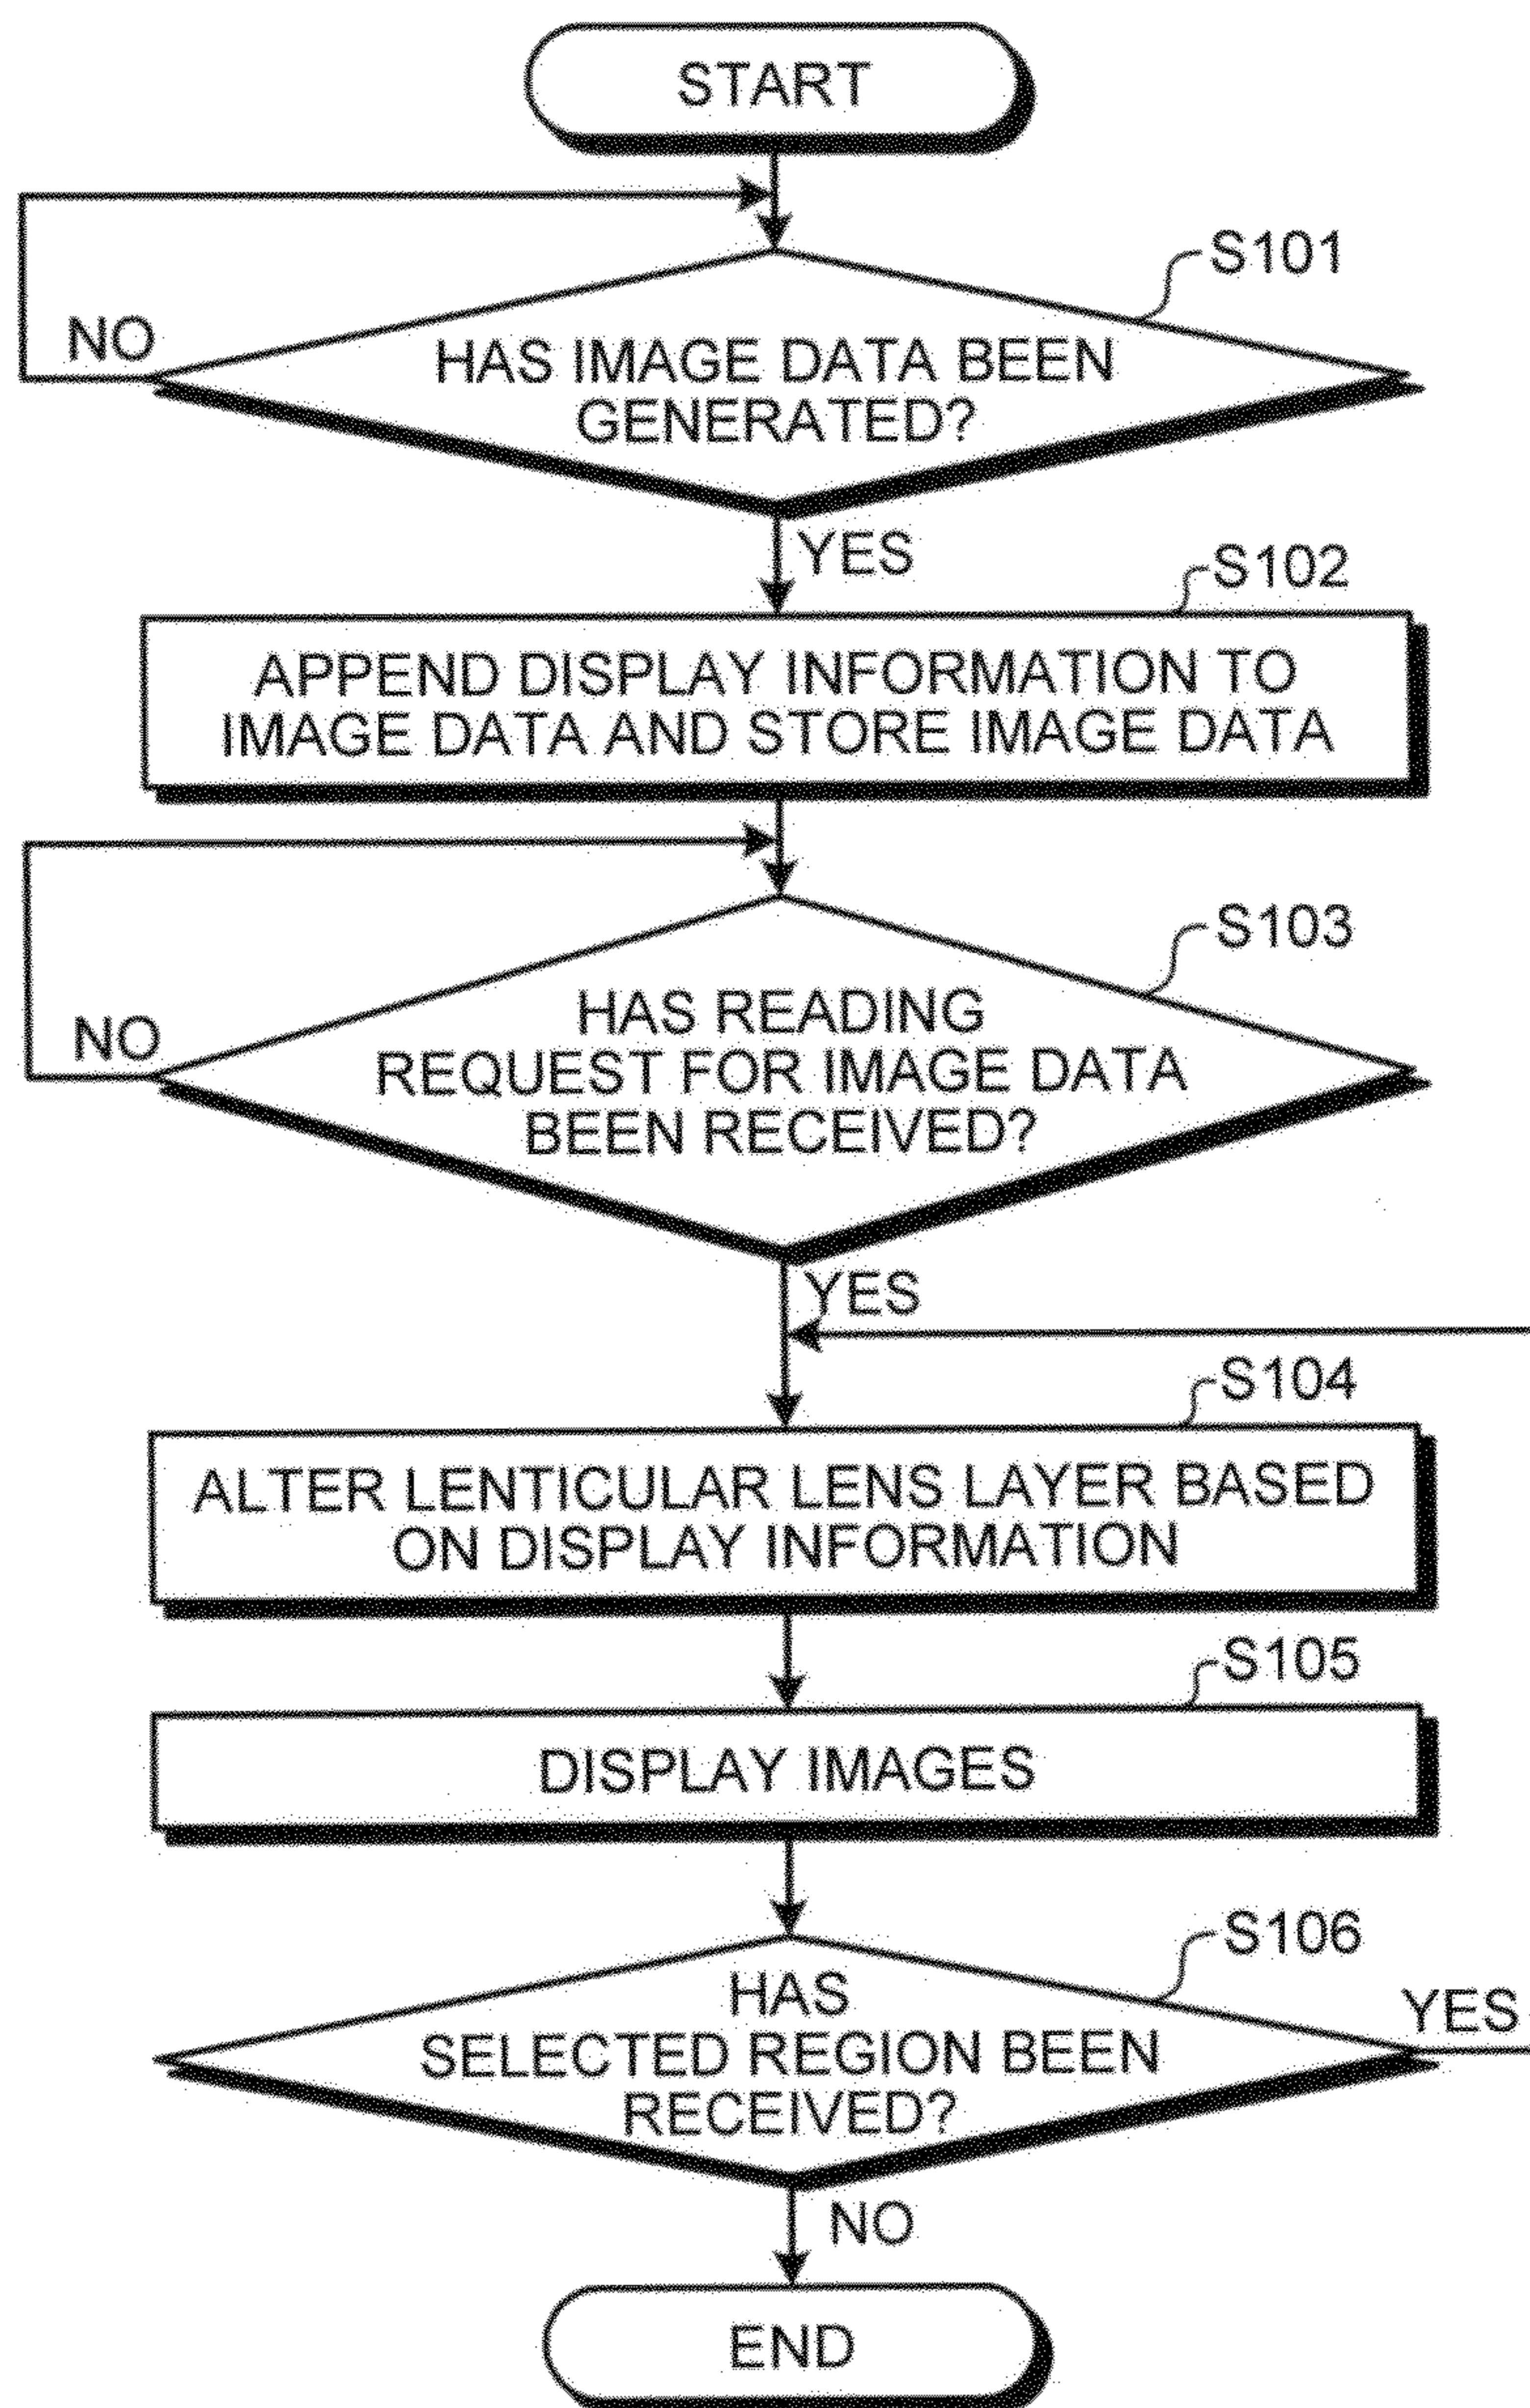 START
S101
NO
HAS IMAGE DATA BEEN
GENERATED?
YES
S102
APPEND DISPLAY INFORMATION TO
IMAGE DATA AND STORE IMAGE DATA
S103
NO
HAS READING
REQUEST FOR IMAGE DATA
BEEN RECEIVED?
YES
S104
ALTER LENTICULAR LENS LAYER BASED
ON DISPLAY INFORMATION
S105
DISPLAY IMAGES
S106
HAS
SELECTED REGION BEEN
RECEIVED?
YES
NO
END